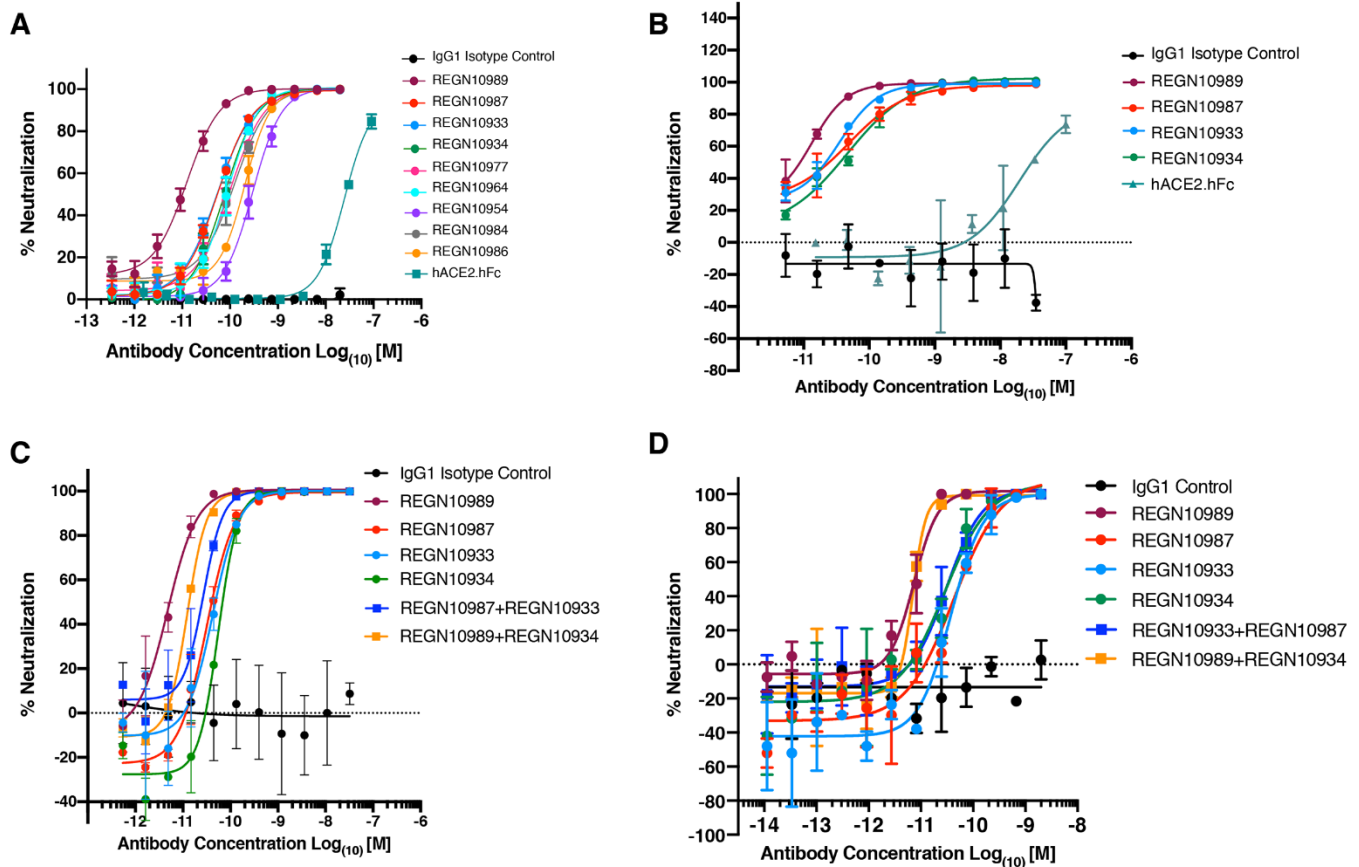 A
% Neutralization
100
80
60
40
20
0
-13 -12 -11 -10 -9 -8 -7 -6
Antibody Concentration Log(10) [M]
IgG1 Isotype Control
REGN10989
REGN10987
REGN10933
REGN10934
REGN10977
REGN10964
REGN10954
REGN10984
REGN10986
hACE2.hFc
B
% Neutralization
140
120
100
80
60
40
20
0
-20
-40
-60
-80
-11 -10 -9 -8 -7 -6
Antibody Concentration Log(10) [M]
IgG1 Isotype Control
REGN10989
REGN10987
REGN10933
REGN10934
hACE2.hFc
C
% Neutralization
100
80
60
40
20
0
-20
-40
-12 -11 -10 -9 -8 -7 -6
Antibody Concentration Log(10) [M]
IgG1 Isotype Control
REGN10989
REGN10987
REGN10933
REGN10934
REGN10987+REGN10933
REGN10989+REGN10934
D
% Neutralization
100
80
60
40
20
0
-20
-40
-60
-80
-100
-14 -13 -12 -11 -10 -9 -8
Antibody Concentration Log(10) [M]
IgG1 Control
REGN10989
REGN10987
REGN10933
REGN10934
REGN10933+REGN10987
REGN10989+REGN10934